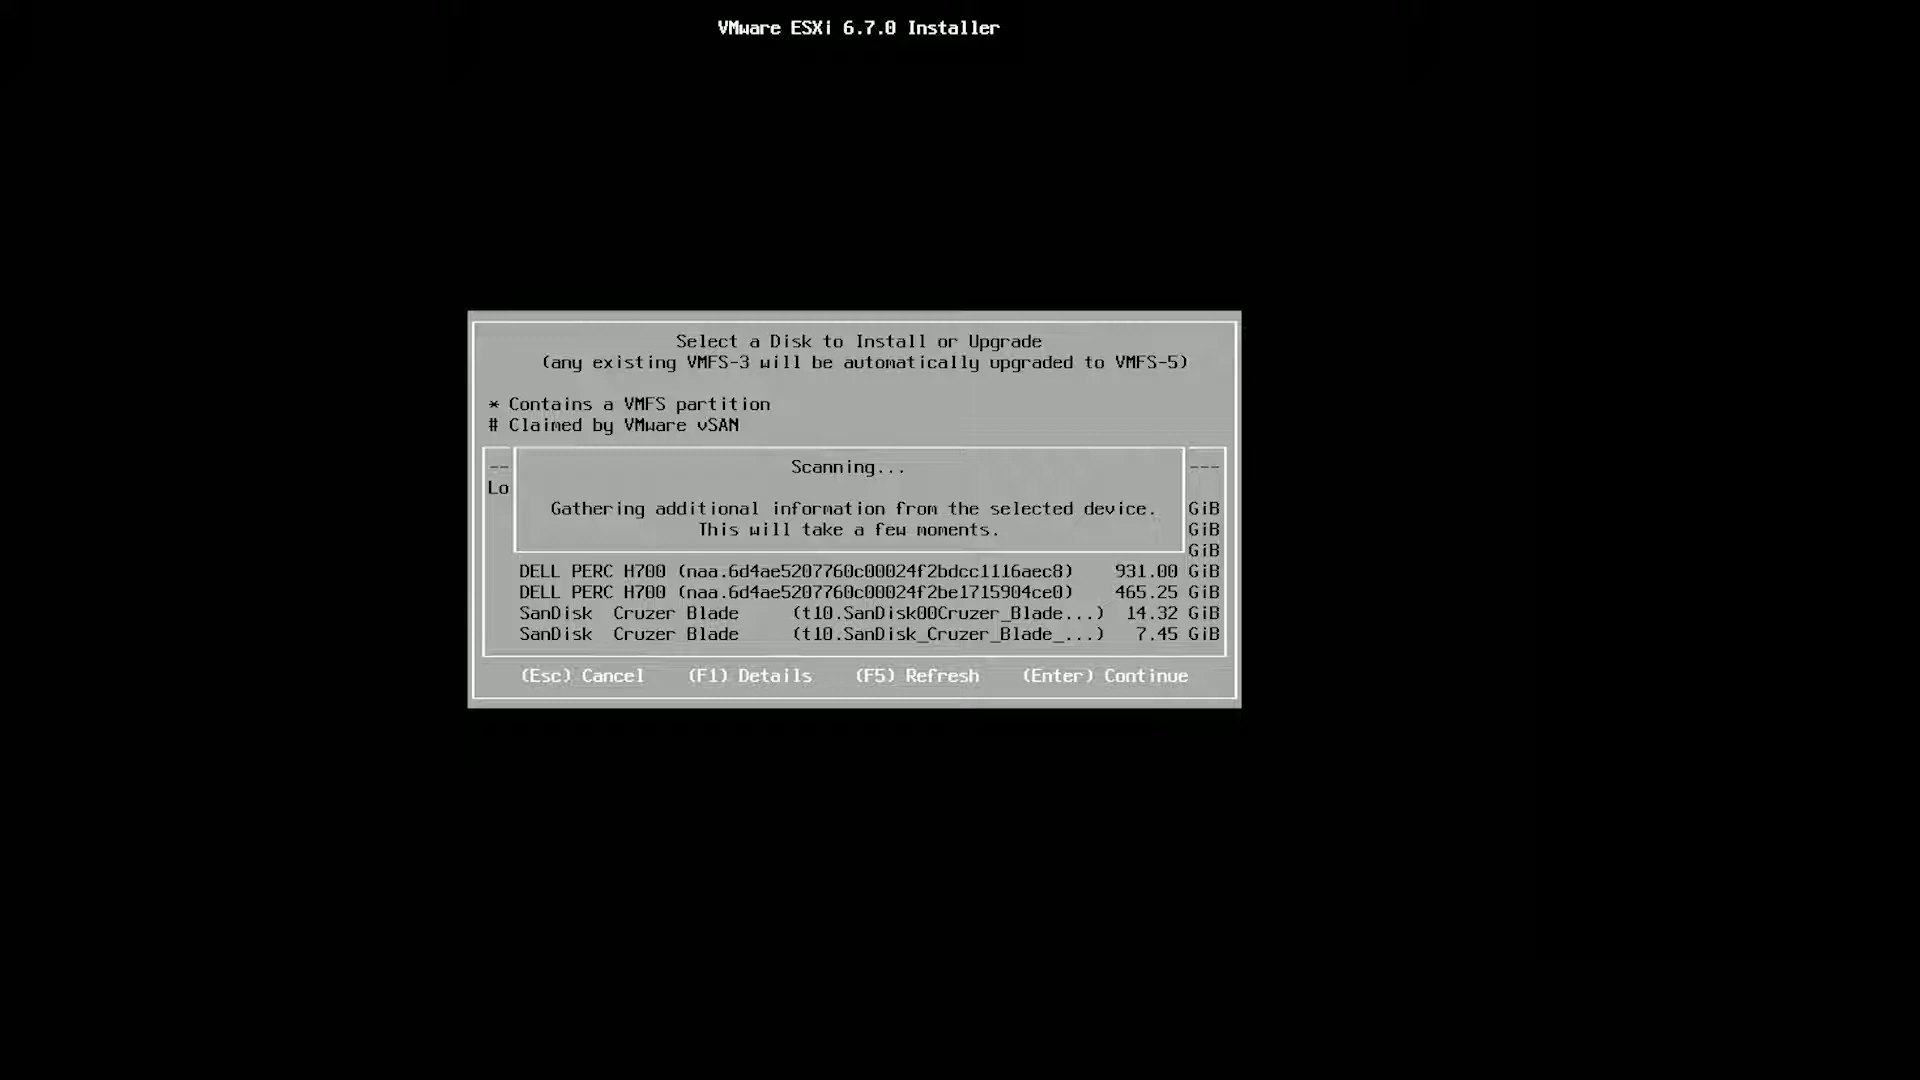 VMware ESXi 6.7.0 Installer
Select a Disk to Install or Upgrade
(any existing VMFS-3 will be automatically upgraded to VMFS-5)
* Contains a VMFS partition
# Claimed by VMware vSAN
-- Scanning... ---
Lo
Gathering additional information from the selected device. GiB
This will take a few moments. GiB
GiB
DELL PERC H700 (naa.6d4ae5207760c00024f2bdcc1116aec8) 931.00 GiB
DELL PERC H700 (naa.6d4ae5207760c00024f2be1715904ce0) 465.25 GiB
SanDisk Cruzer Blade (t10.SanDisk00Cruzer_Blade...) 14.32 GiB
SanDisk Cruzer Blade (t10.SanDisk_Cruzer_Blade_...) 7.45 GiB
(Esc) Cancel (F1) Details (F5) Refresh (Enter) Continue